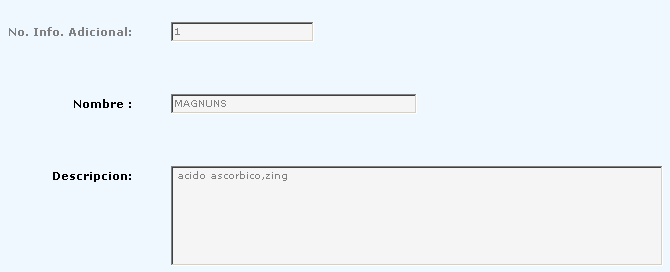 No. Info. Adicional: 1
Nombre : MAGNUNS
Descripcion: acido ascorbico,zing